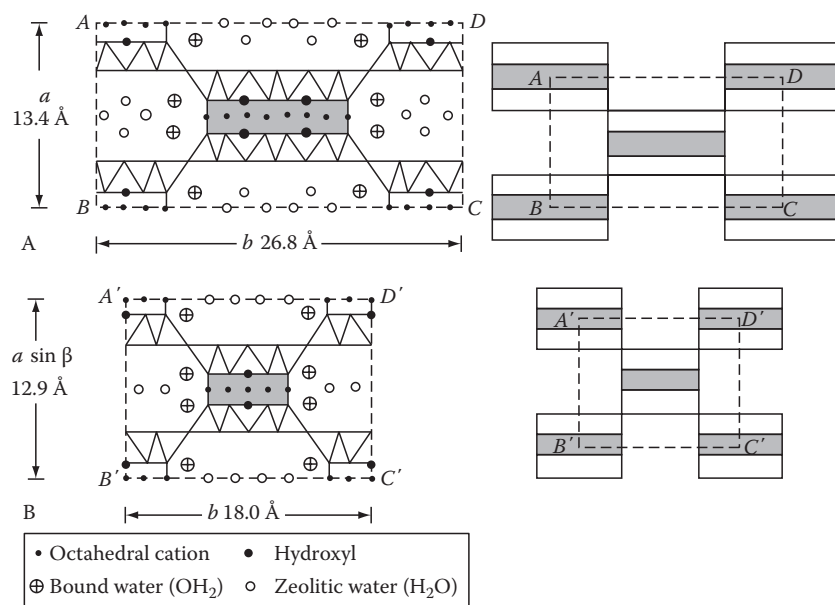 A D
A D
a
13.4 Å
B C
B C
A
b 26.8 Å
A′ D′
A′ D′
a sin β
12.9 Å
B′ C′
B′ C′
B
b 18.0 Å
Octahedral cation Hydroxyl
Bound water (OH₂) Zeolitic water (H₂O)